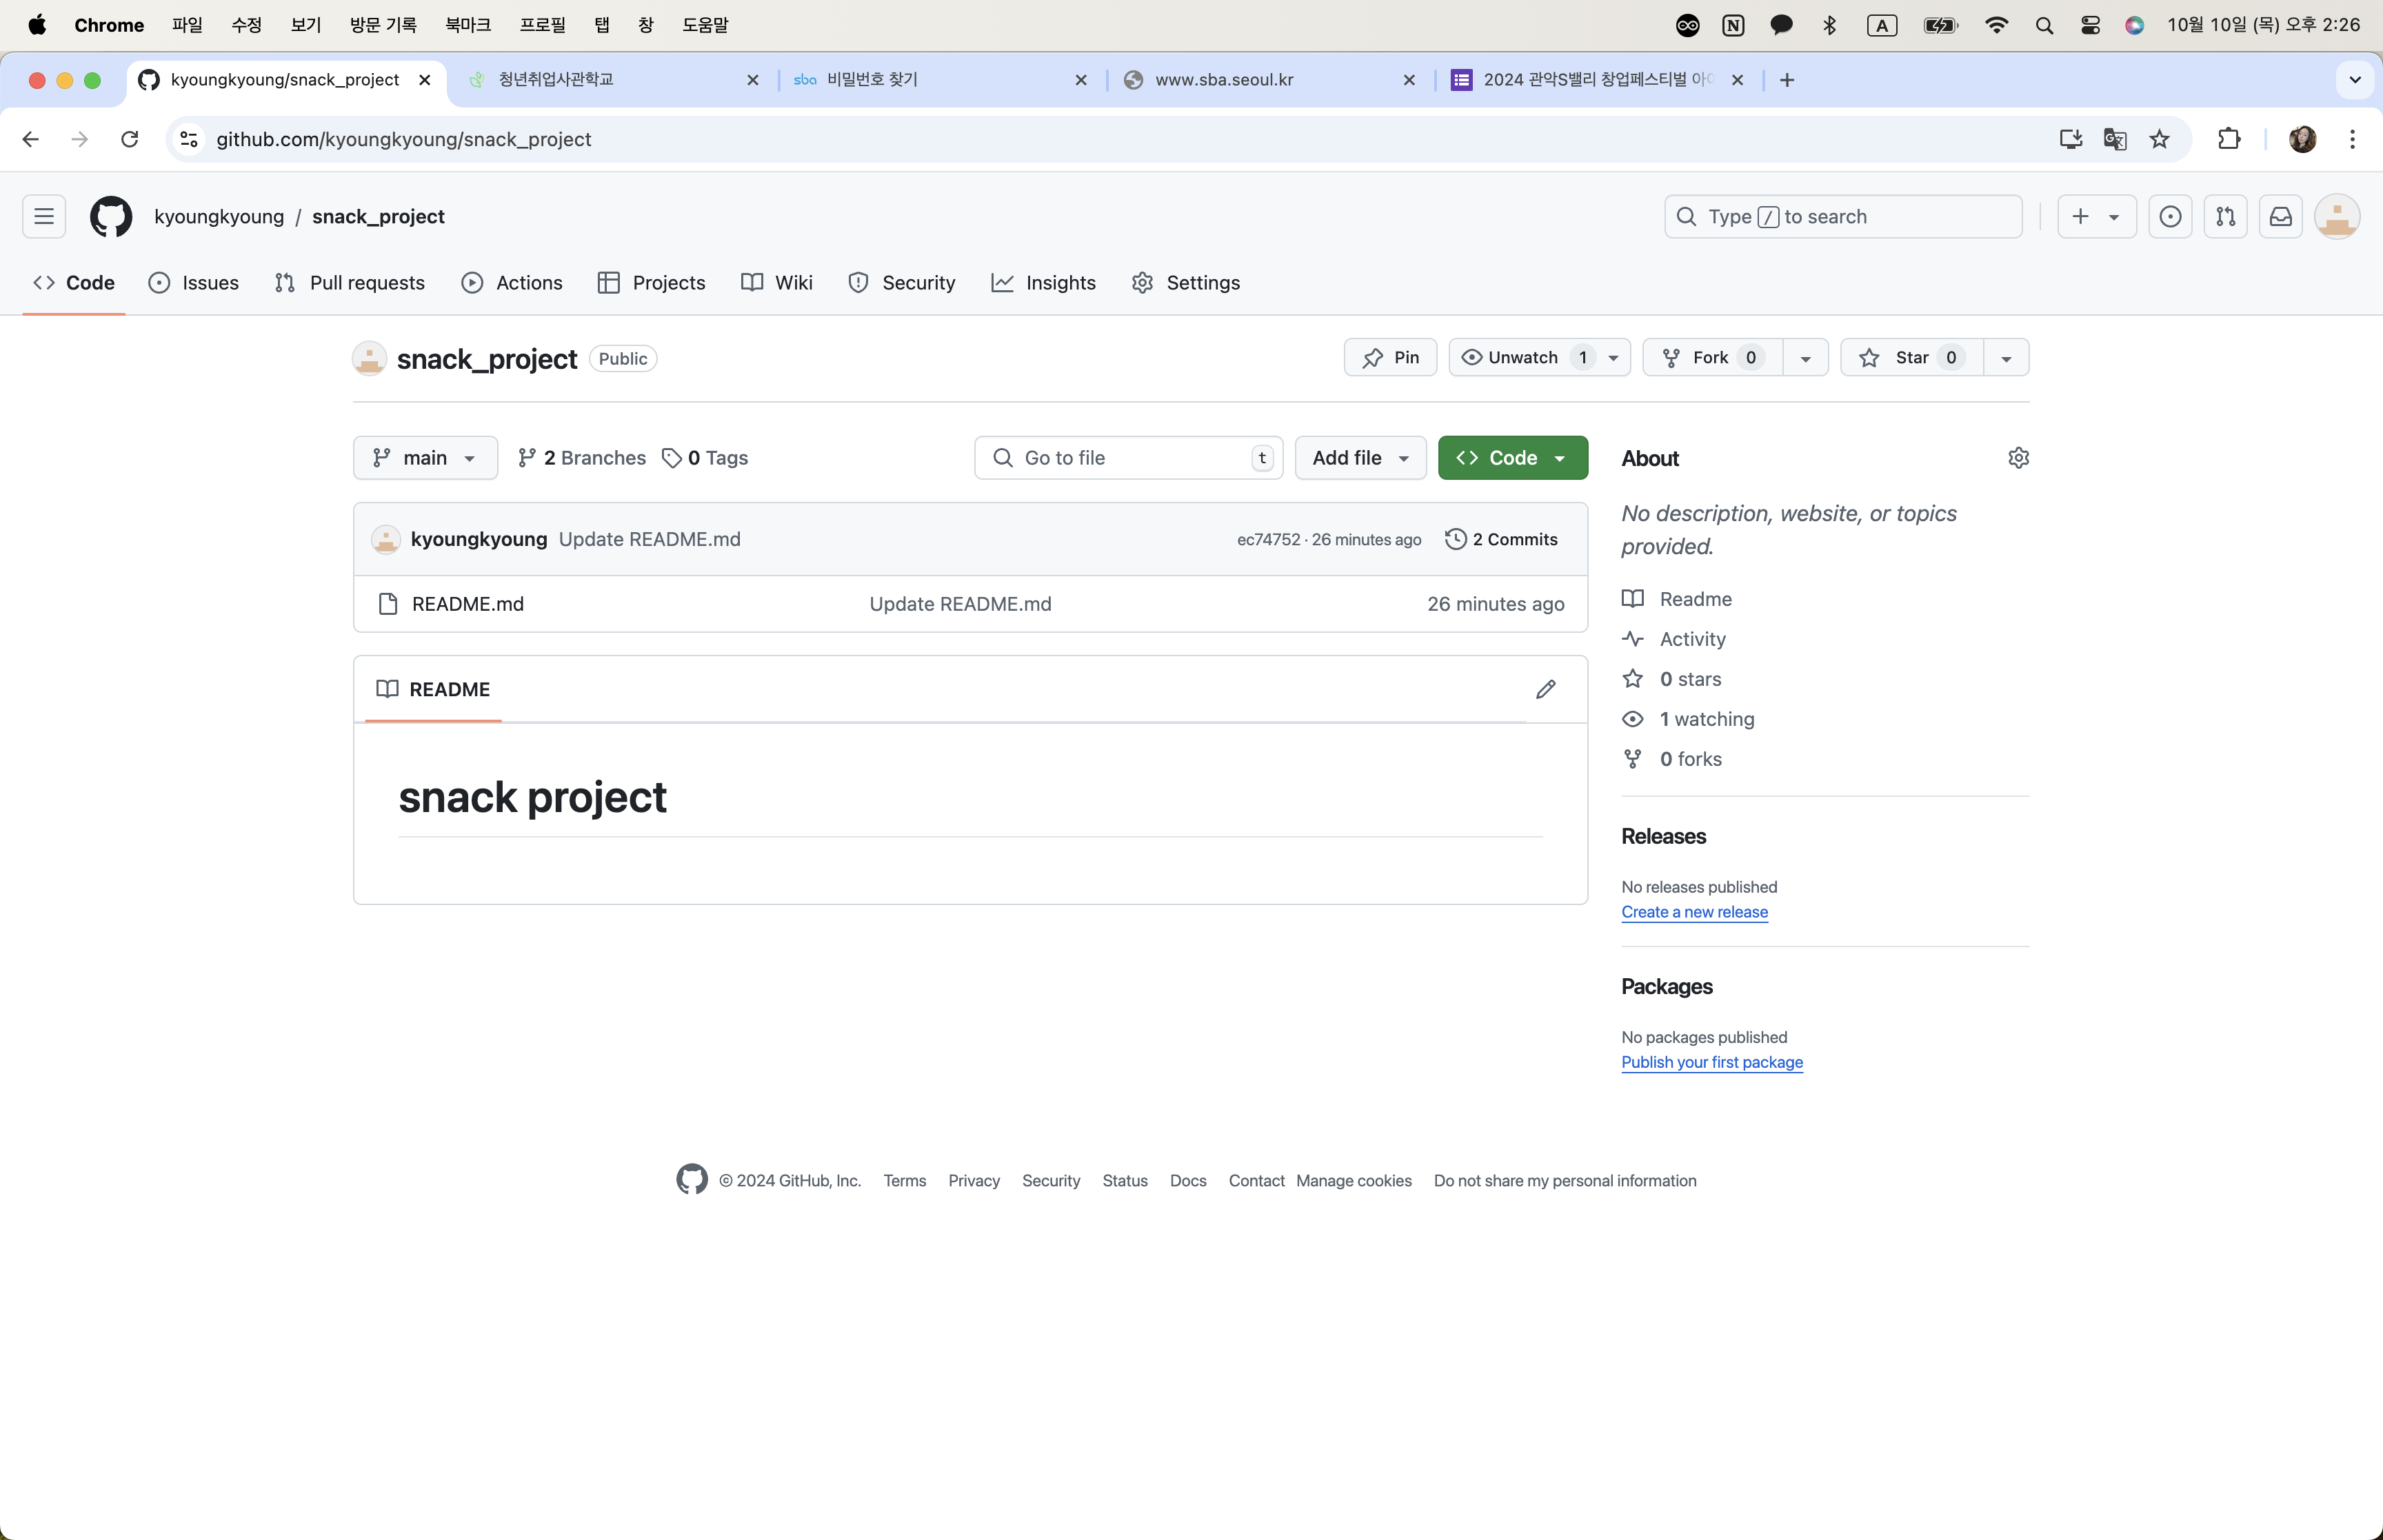 Chrome 파일 수정 보기 방문 기록 북마크 프로필 탭 창 도움말 A 10월 10일 (목) 오후 2:26
kyoungkyoung/snack_project 청년취업사관학교 sba 비밀번호 찾기 www.sba.seoul.kr 2024 관악S밸리 창업페스티벌
github.com/kyoungkyoung/snack_project
kyoungkyoung / snack_project Type / to search
Code Issues Pull requests Actions Projects Wiki Security Insights Settings
snack_project Public Pin Unwatch 1 Fork 0 Star 0
main 2 Branches 0 Tags Go to file t Add file Code
kyoungkyoung Update README.md ec74752 · 26 minutes ago 2 Commits
README.md Update README.md 26 minutes ago
README
snack project
About
No description, website, or topics
provided.
Readme
Activity
0 stars
1 watching
0 forks
Releases
No releases published
Create a new release
Packages
No packages published
Publish your first package
© 2024 GitHub, Inc. Terms Privacy Security Status Docs Contact Manage cookies Do not share my personal information